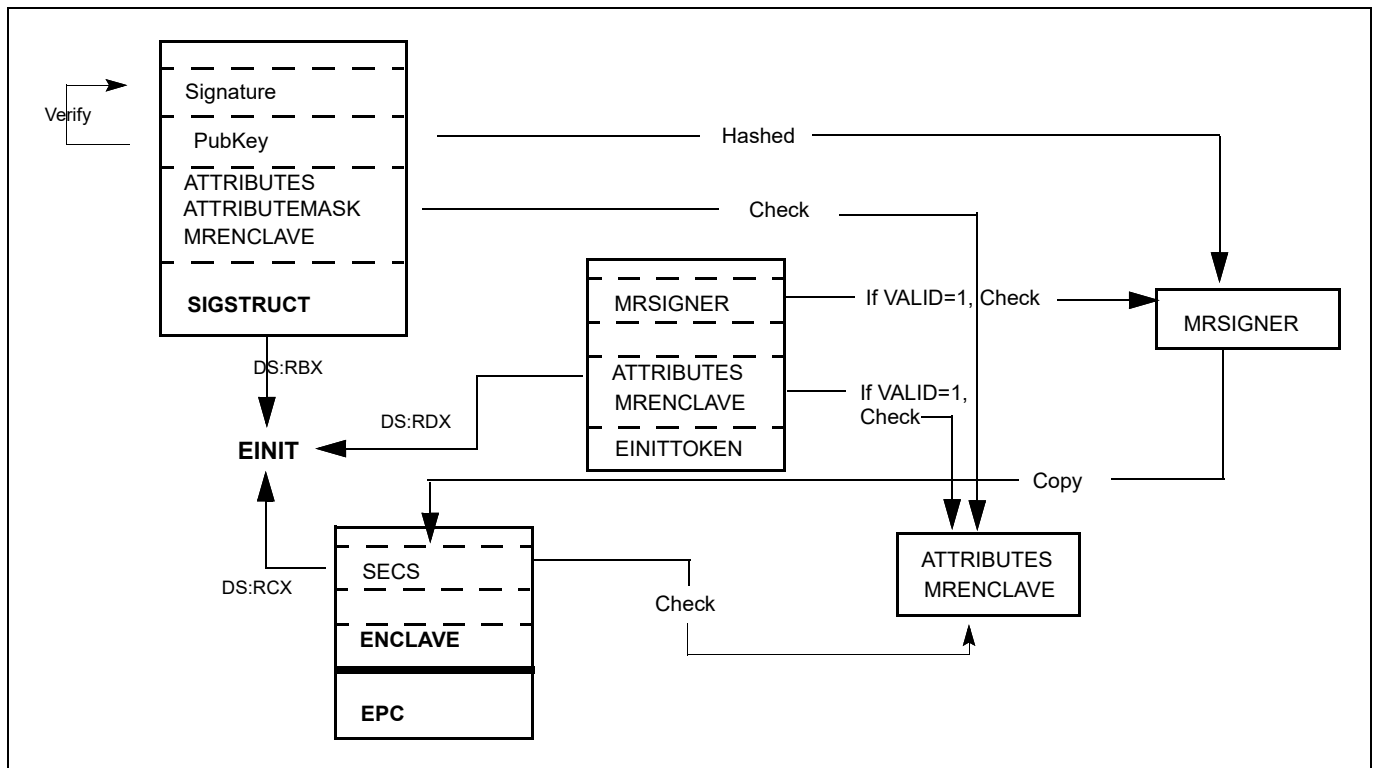 Signature
Verify
PubKey
Hashed
ATTRIBUTES
ATTRIBUTEMASK
MRENCLAVE
Check
SIGSTRUCT
MRSIGNER
If VALID=1, Check
MRSIGNER
DS:RBX
ATTRIBUTES
MRENCLAVE
If VALID=1,
Check
DS:RDX
EINIT
EINITTOKEN
Copy
SECS
ATTRIBUTES
MRENCLAVE
DS:RCX
Check
ENCLAVE
EPC